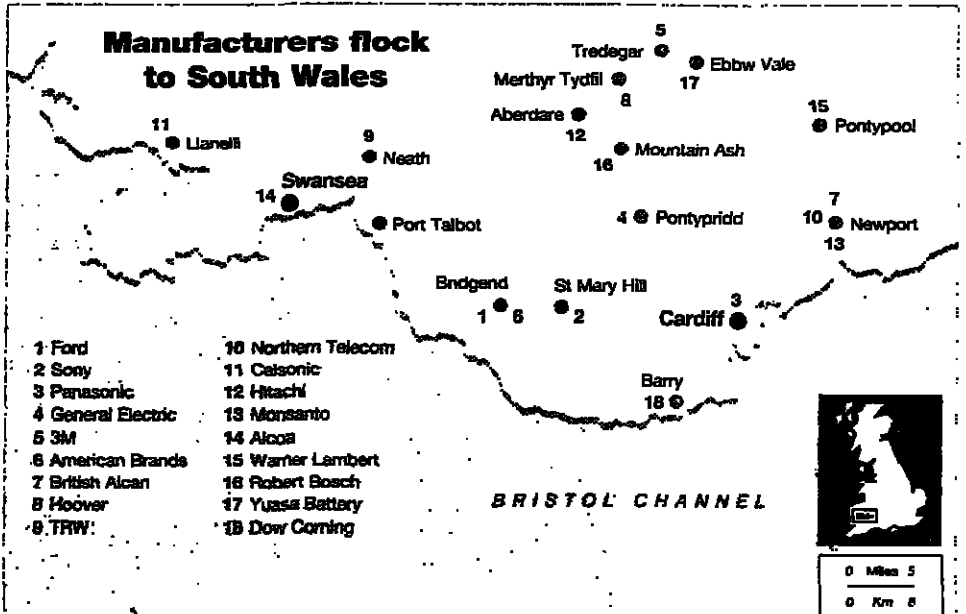 Manufacturers flock
to South Wales
5
Tredegar
17
Ebbw Vale
Merthyr Tydfil
8
Aberdare
12
15
Pontypool
11
Llanelli
9
Neath
16
Mountain Ash
Swansea
14
Port Talbot
4
Pontypridd
7
10
Newport
13
Bridgend
1 6
St Mary Hill
2
3
Cardiff
Barry
18
1 Ford
2 Sony
3 Panasonic
4 General Electric
5 3M
6 American Brands
7 British Alcan
8 Hoover
9 TRW
10 Northern Telecom
11 Calsonic
12 Hitachi
13 Monsanto
14 Alcoa
15 Warner Lambert
16 Robert Bosch
17 Yuasa Battery
18 Dow Corning
BRISTOL CHANNEL
0 Miles 5
0 Km 8